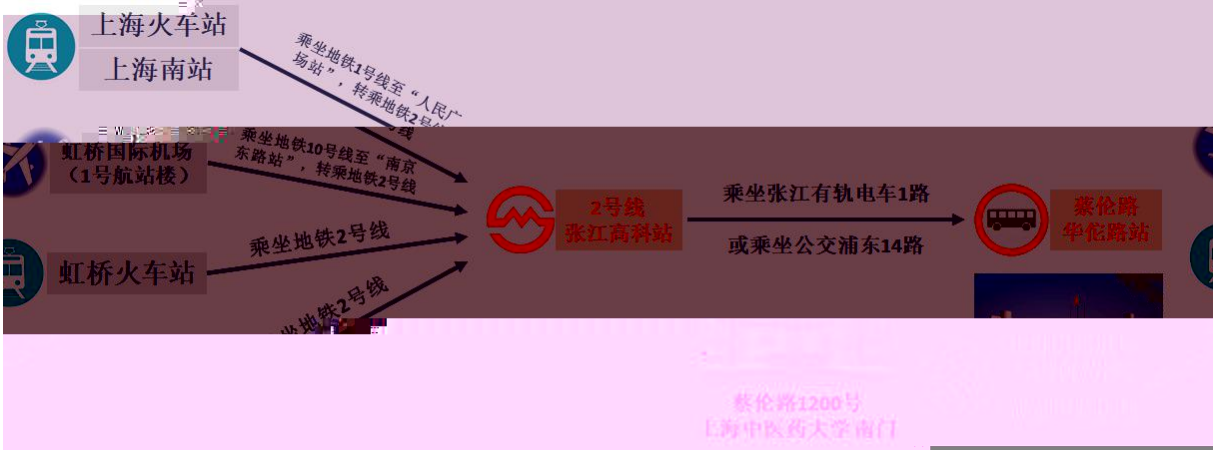 上海火车站
上海南站
乘坐地铁1号线至“人民广
场站”，转乘地铁2号线
虹桥国际机场
（1号航站楼）
乘坐地铁10号线至“南京
东路站”，转乘地铁2号线
虹桥火车站
乘坐地铁2号线
坐地铁2号线
2号线
张江高科站
乘坐张江有轨电车1路
或乘坐公交浦东14路
蔡伦路
华佗路站
蔡伦路1200号
上海中医药大学南门